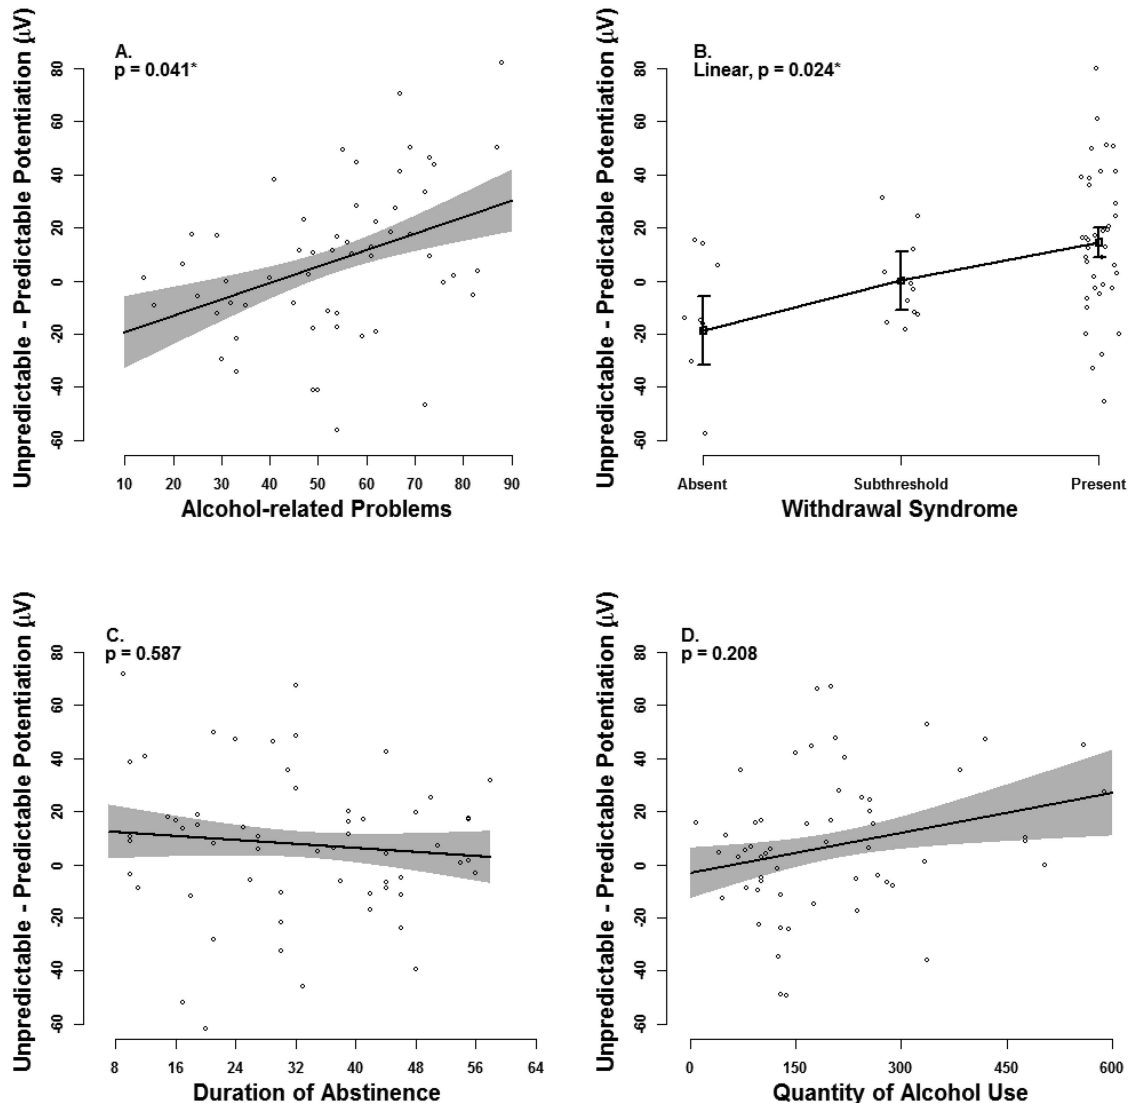 A.
p = 0.041*
Unpredictable - Predictable Potentiation (μV)
80
60
40
20
0
20
40
60
10 20 30 40 50 60 70 80 90
Alcohol-related Problems
B.
Linear, p = 0.024*
Unpredictable - Predictable Potentiation (μV)
80
60
40
20
0
20
40
60
Absent Subthreshold Present
Withdrawal Syndrome
C.
p = 0.587
Unpredictable - Predictable Potentiation (μV)
80
60
40
20
0
20
40
60
8 16 24 32 40 48 56 64
Duration of Abstinence
D.
p = 0.208
Unpredictable - Predictable Potentiation (μV)
80
60
40
20
0
20
40
60
0 150 300 450 600
Quantity of Alcohol Use